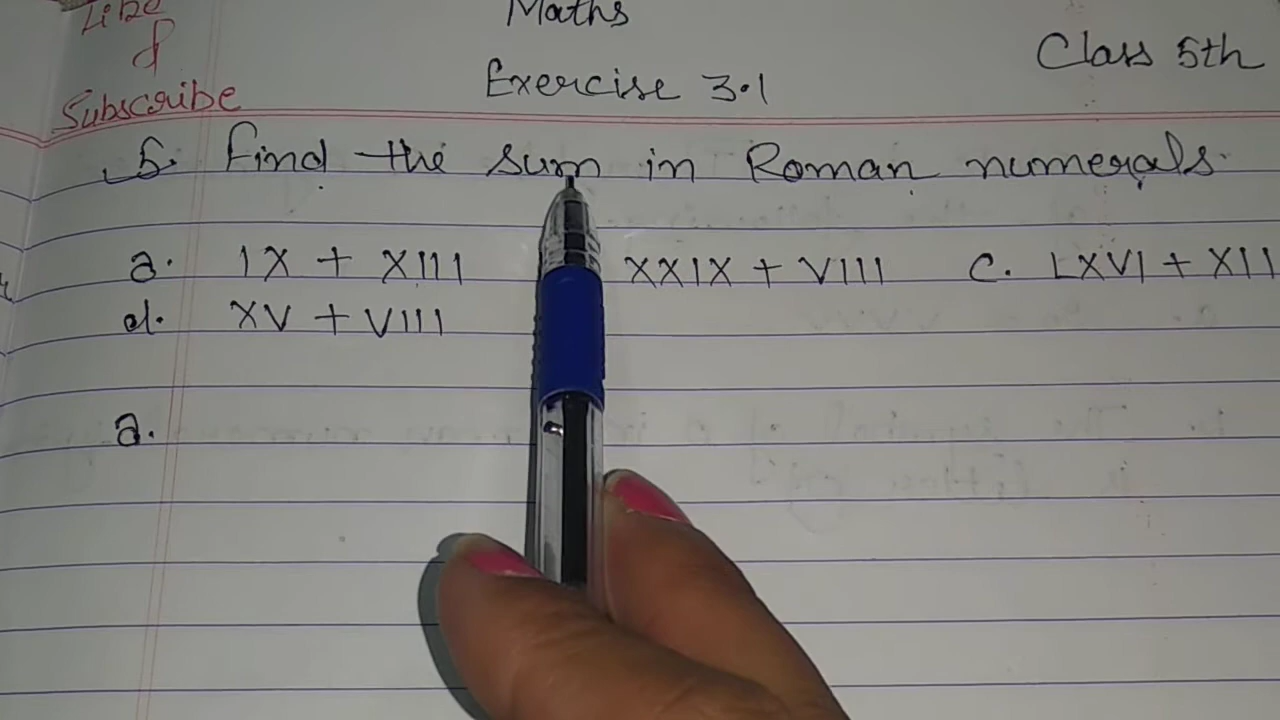 Like
&
Subscribe
Maths
Exercise 3.1
Class 5th
5. Find the sum in Roman numerals.
a. IX + XIII XXIX + VIII C. LXVI + XII
d. XV + VIII
a.